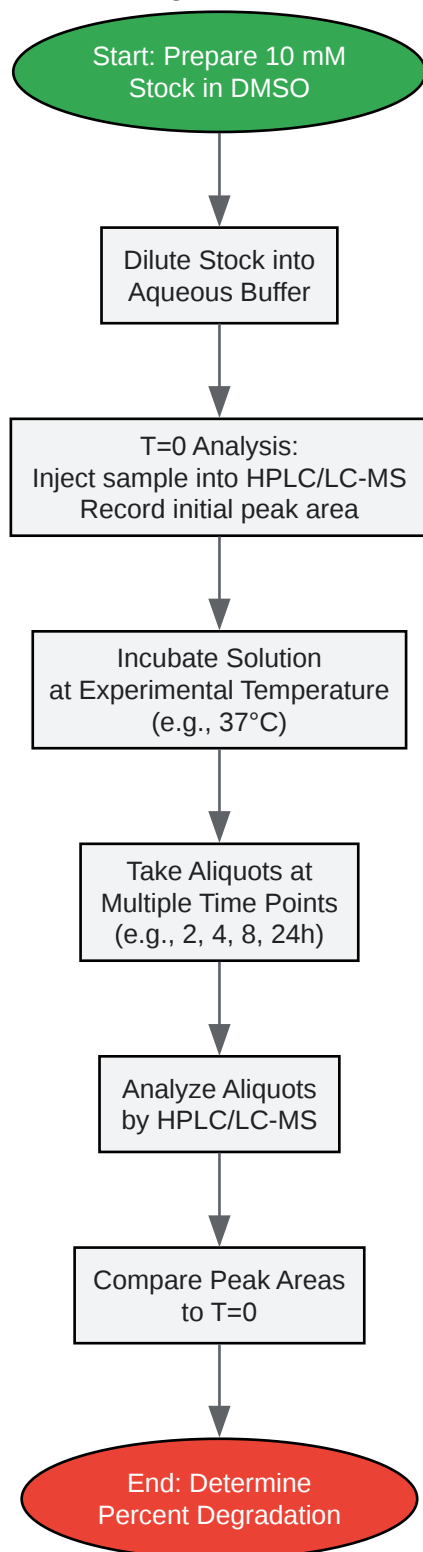 Start: Prepare 10 mM
Stock in DMSO
Dilute Stock into
Aqueous Buffer
T=0 Analysis:
Inject sample into HPLC/LC-MS
Record initial peak area
Incubate Solution
at Experimental Temperature
(e.g., 37°C)
Take Aliquots at
Multiple Time Points
(e.g., 2, 4, 8, 24h)
Analyze Aliquots
by HPLC/LC-MS
Compare Peak Areas
to T=0
End: Determine
Percent Degradation